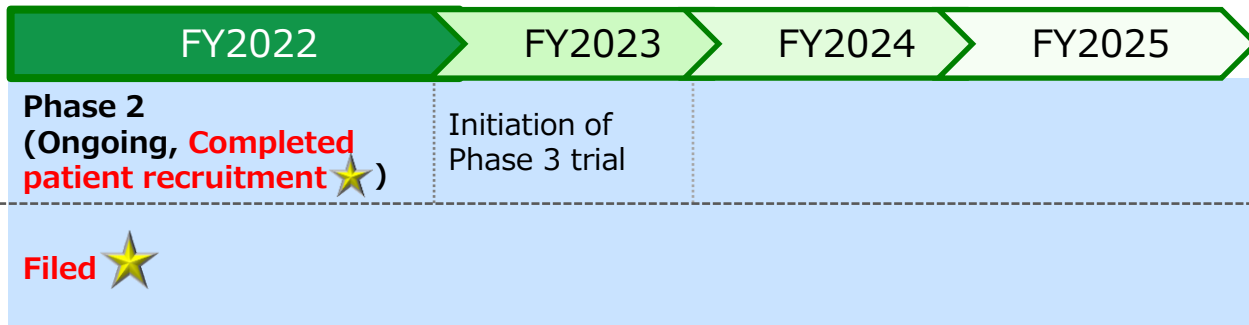 FY2022 FY2023 FY2024 FY2025
Phase 2
(Ongoing, Completed
patient recruitment )
Initiation of
Phase 3 trial
Filed